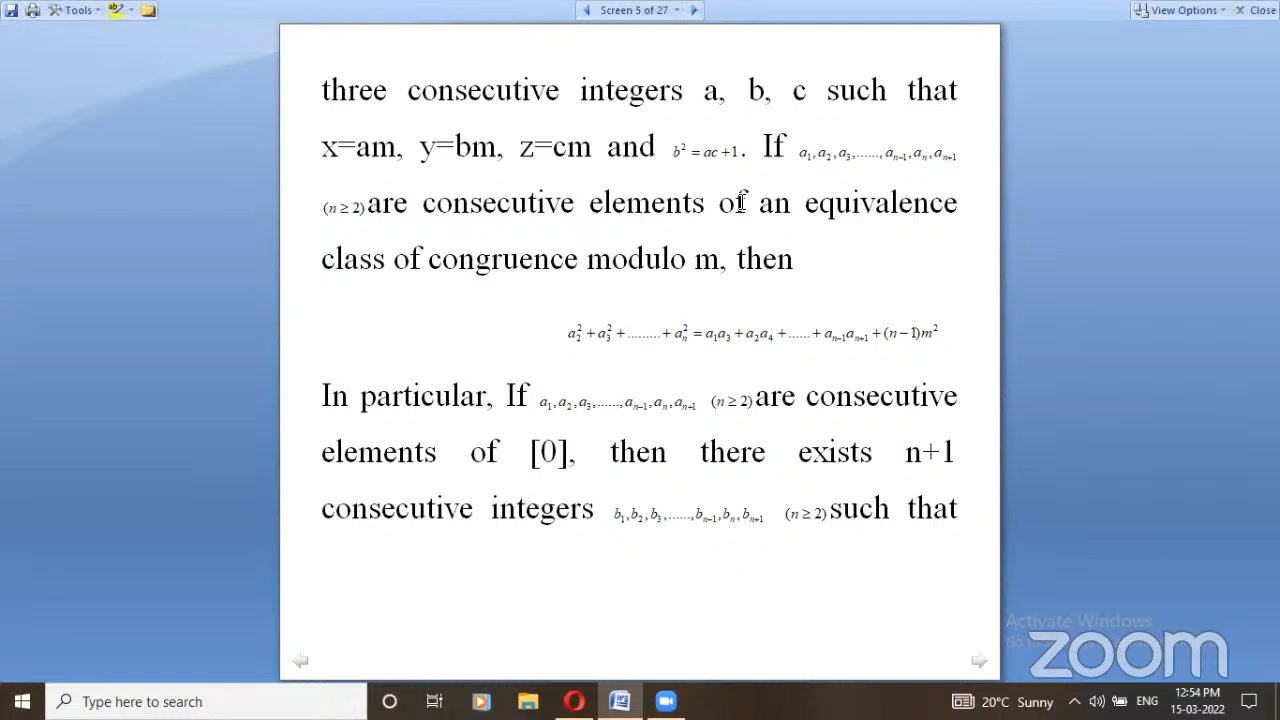 Tools
Screen 5 of 27
View Options
Close
three consecutive integers a, b, c such that
x=am, y=bm, z=cm and b² = ac +1. If a₁,a₂,a₃,......,aₙ₋₁,aₙ,aₙ₊₁
(n ≥ 2)are consecutive elements of an equivalence
class of congruence modulo m, then
a₂² + a₃² + ......... + aₙ² = a₁a₃ + a₂a₄ + ...... + aₙ₋₁aₙ₊₁ + (n−1)m²
In particular, If a₁,a₂,a₃,......,aₙ₋₁,aₙ,aₙ₊₁ (n ≥ 2)are consecutive
elements of [0], then there exists n+1
consecutive integers b₁,b₂,b₃,......,bₙ₋₁,bₙ,bₙ₊₁ (n ≥ 2)such that
Activate Windows
zoom
Type here to search
20°C Sunny
ENG
12:54 PM
15-03-2022